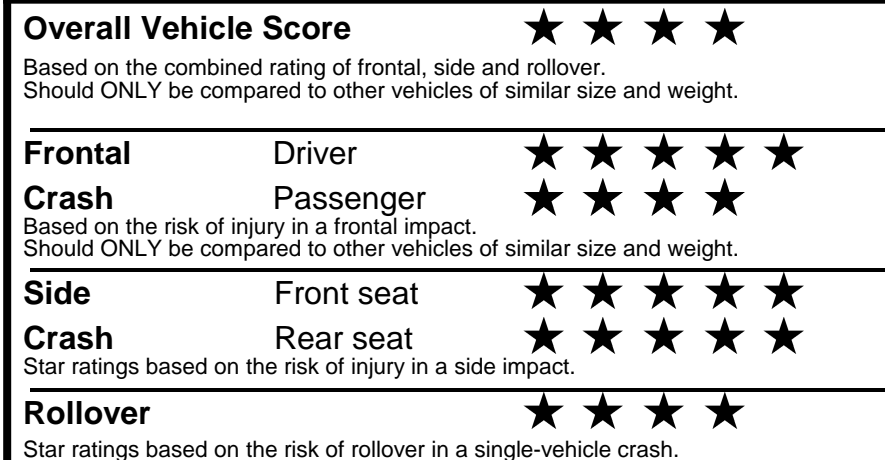 Overall Vehicle Score ★ ★ ★ ★
Based on the combined rating of frontal, side and rollover.
Should ONLY be compared to other vehicles of similar size and weight.
Frontal Driver ★ ★ ★ ★ ★
Crash Passenger ★ ★ ★ ★
Based on the risk of injury in a frontal impact.
Should ONLY be compared to other vehicles of similar size and weight.
Side Front seat ★ ★ ★ ★ ★
Crash Rear seat ★ ★ ★ ★ ★
Star ratings based on the risk of injury in a side impact.
Rollover ★ ★ ★ ★
Star ratings based on the risk of rollover in a single-vehicle crash.